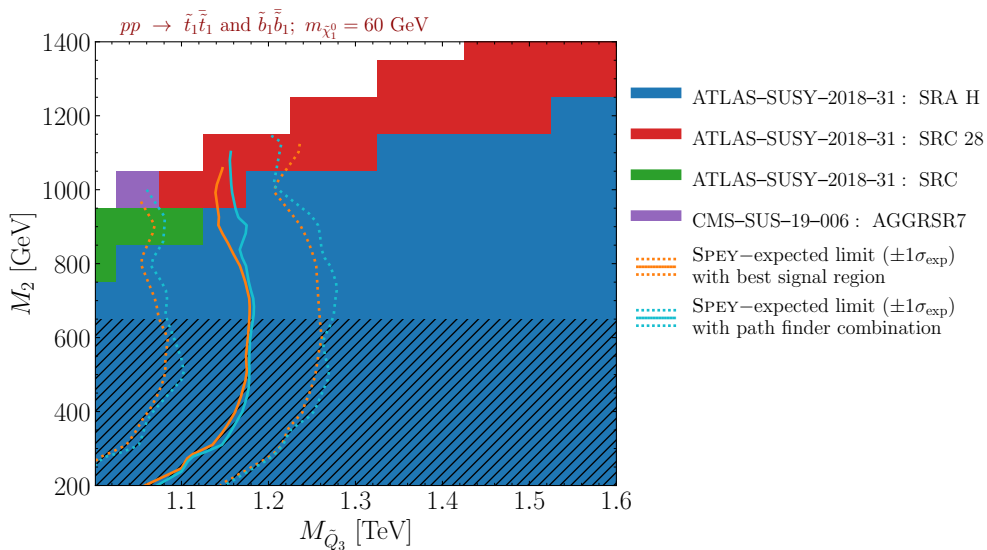 pp → t̃₁t̃̄₁ and b̃₁b̃̄₁; m_χ̃₁⁰ = 60 GeV
1400
1200
1000
800
600
400
200
M₂ [GeV]
1.1
1.2
1.3
1.4
1.5
1.6
M_Q̃₃ [TeV]
ATLAS–SUSY–2018–31 : SRA H
ATLAS–SUSY–2018–31 : SRC 28
ATLAS–SUSY–2018–31 : SRC
CMS–SUS–19–006 : AGGRSR7
SPEY–expected limit (±1σexp)
with best signal region
SPEY–expected limit (±1σexp)
with path finder combination